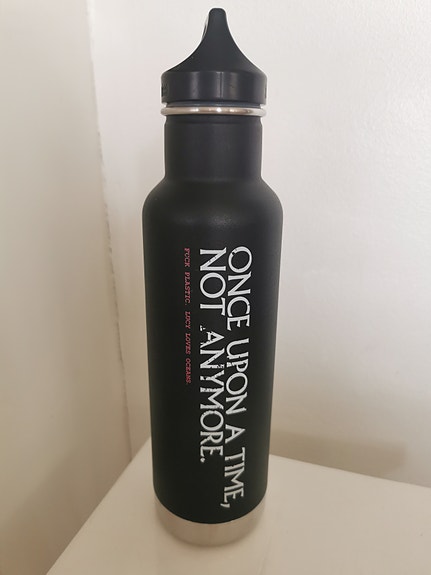 ONCE UPON A TIME,
NOT ANYMORE.
FUCK PLASTIC. LUCY LOVES OCEANS.